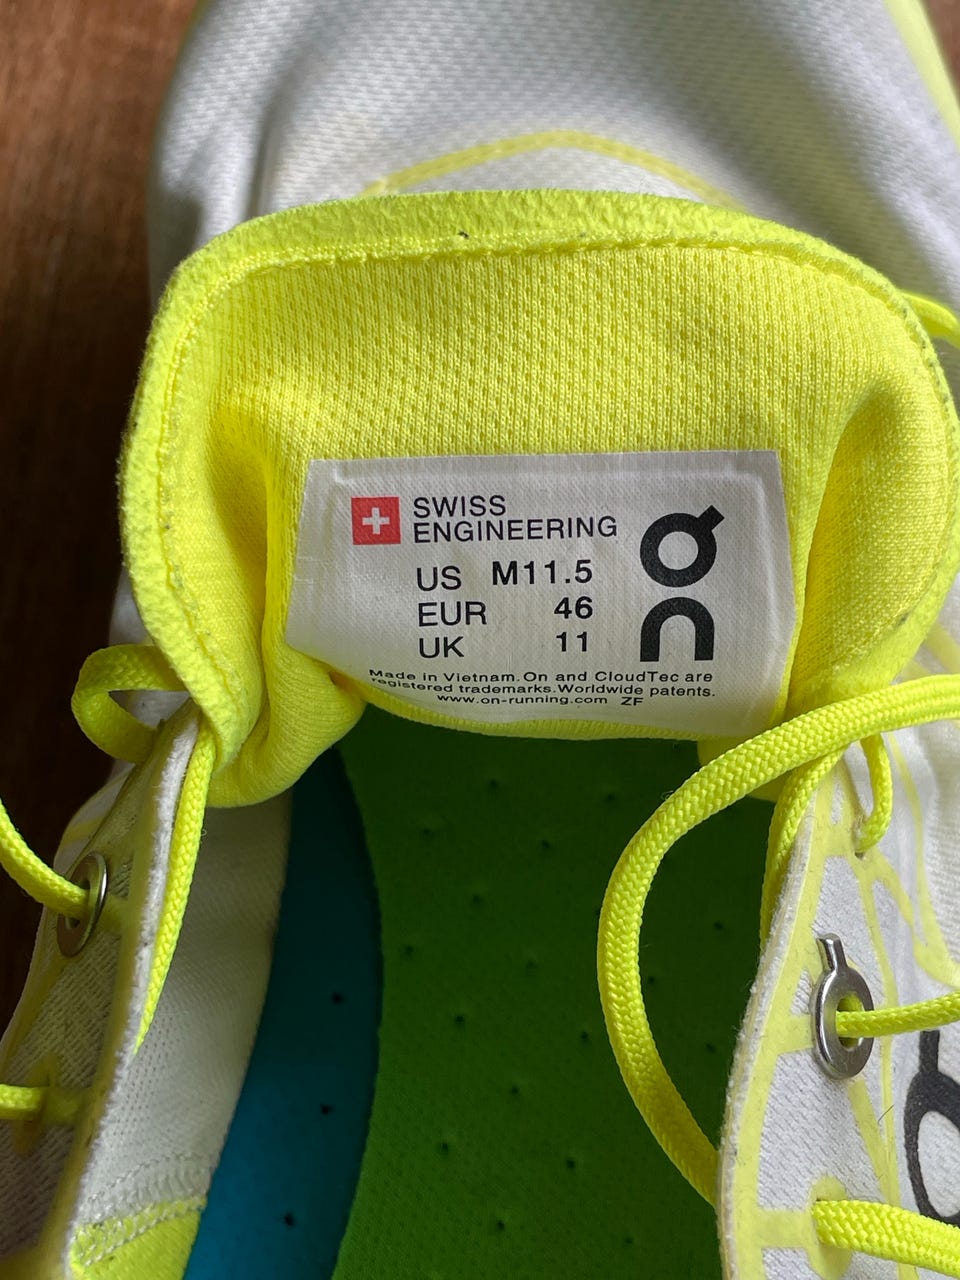 SWISS
ENGINEERING
US M11.5
EUR 46
UK 11
On
Made in Vietnam. On and CloudTec are
registered trademarks. Worldwide patents.
www.on-running.com ZF